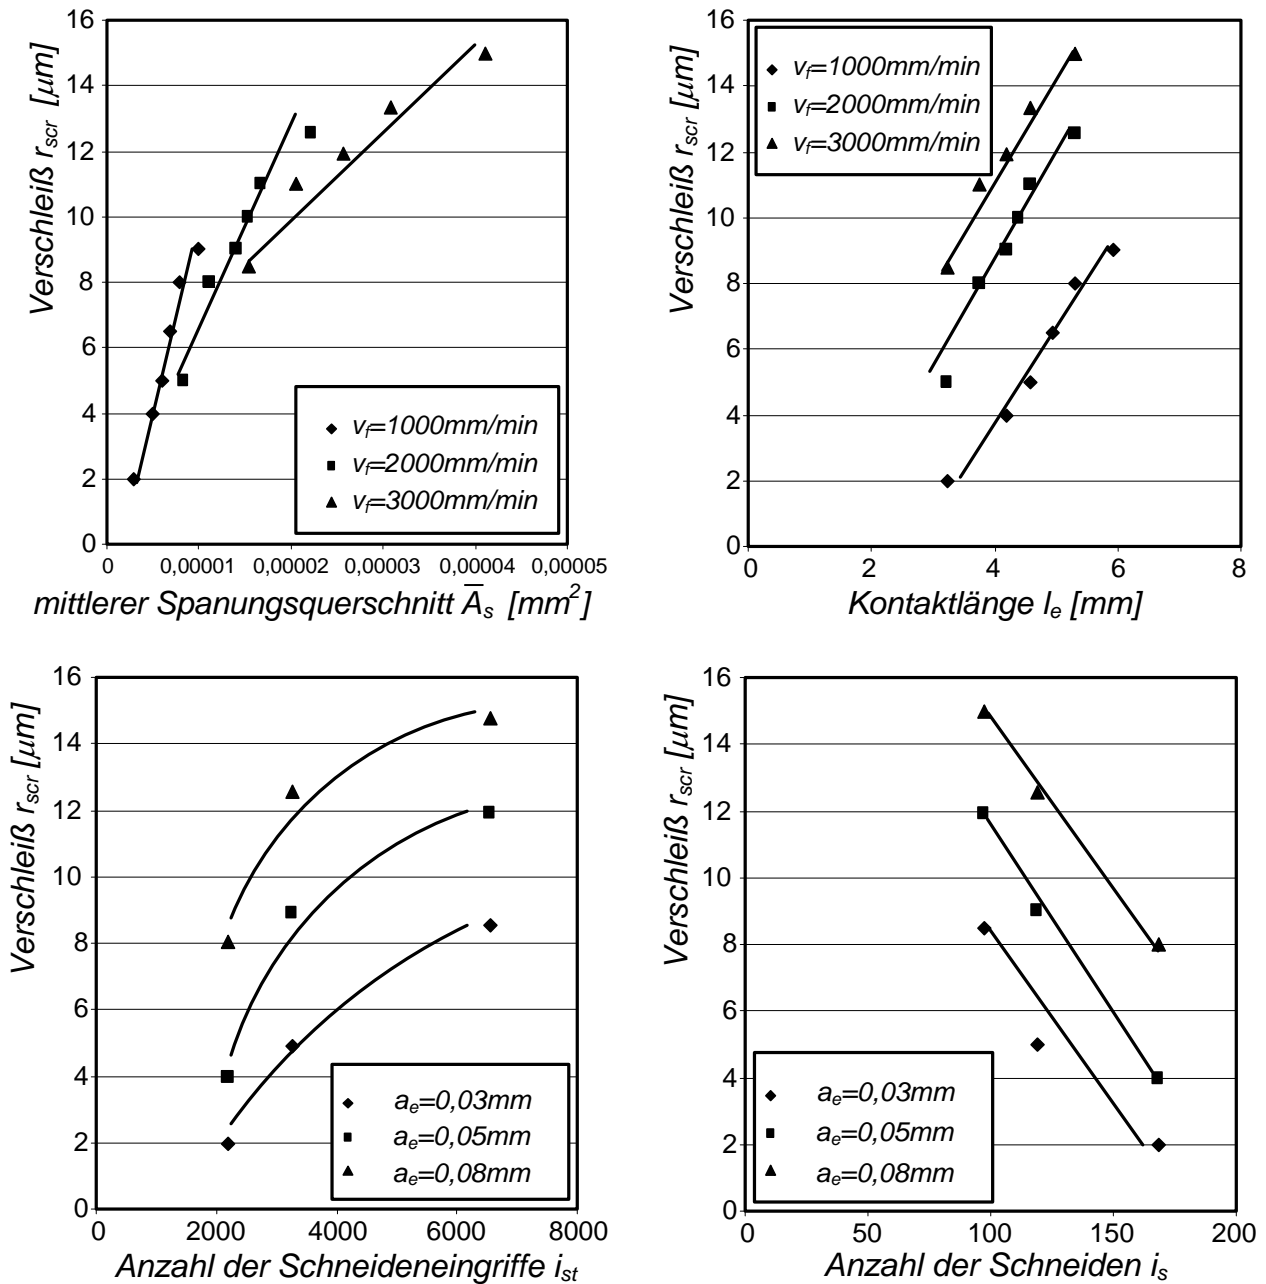 Verschleiß r_scr [μm]
16
14
12
10
8
6
4
2
0
v_f=1000mm/min
v_f=2000mm/min
v_f=3000mm/min
0 0,00001 0,00002 0,00003 0,00004 0,00005
mittlerer Spanungsquerschnitt A̅_s [mm²]
Verschleiß r_scr [μm]
16
14
12
10
8
6
4
2
0
v_f=1000mm/min
v_f=2000mm/min
v_f=3000mm/min
0 2 4 6 8
Kontaktlänge l_e [mm]
Verschleiß r_scr [μm]
16
14
12
10
8
6
4
2
0
a_e=0,03mm
a_e=0,05mm
a_e=0,08mm
0 2000 4000 6000 8000
Anzahl der Schneideneingriffe i_st
Verschleiß r_scr [μm]
16
14
12
10
8
6
4
2
0
a_e=0,03mm
a_e=0,05mm
a_e=0,08mm
0 50 100 150 200
Anzahl der Schneiden i_s